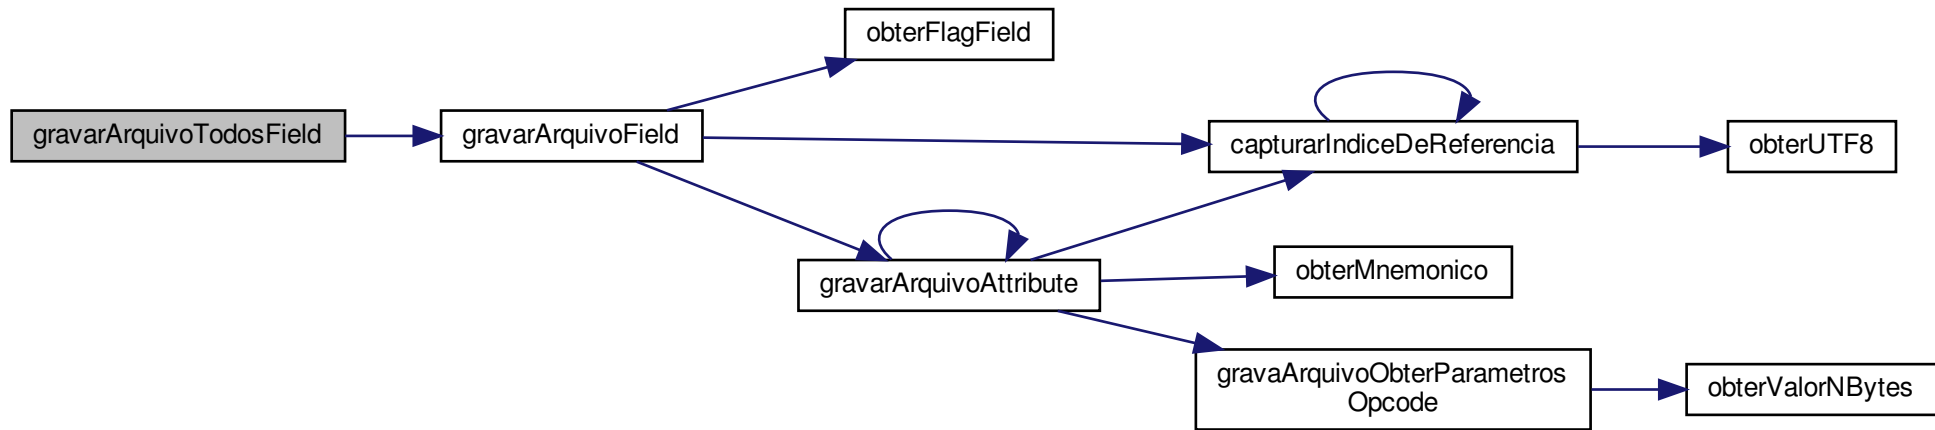 obterFlagField
gravarArquivoTodosField
gravarArquivoField
capturarIndiceDeReferencia
obterUTF8
gravarArquivoAttribute
obterMnemonico
gravaArquivoObterParametros
Opcode
obterValorNBytes